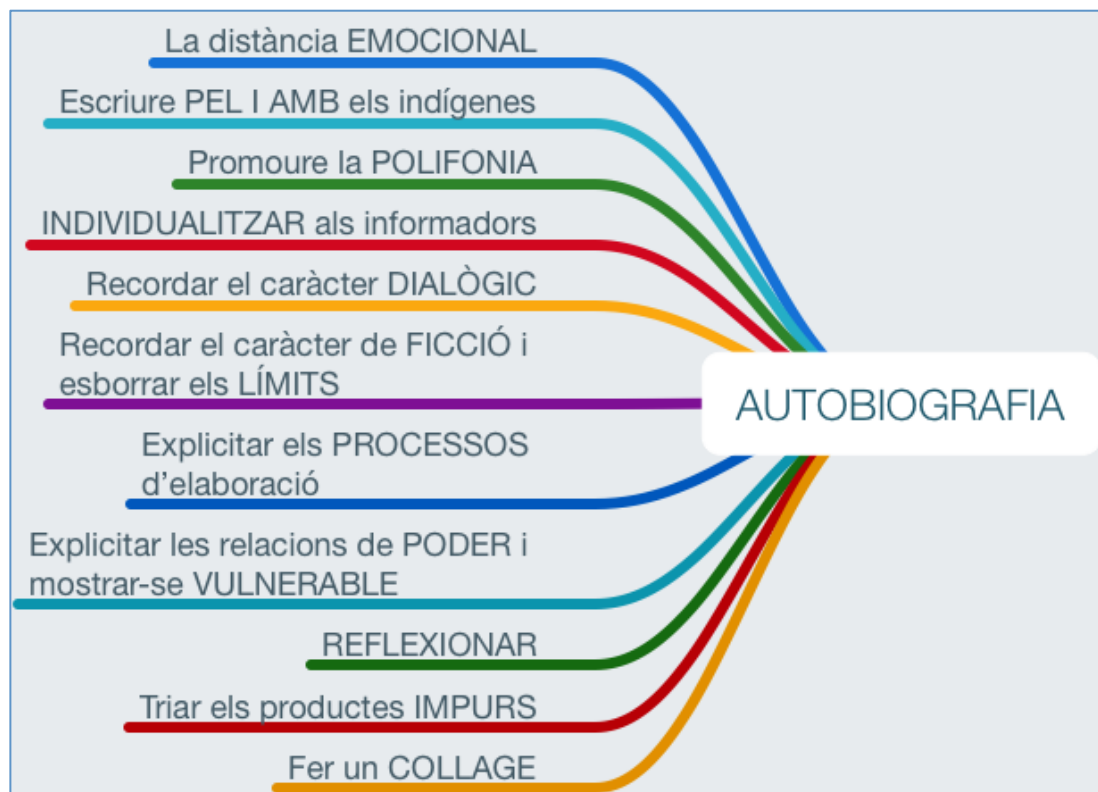 La distància EMOCIONAL
Escriure PEL I AMB els indígenes
Promoure la POLIFONIA
INDIVIDUALITZAR als informadors
Recordar el caràcter DIALÒGIC
Recordar el caràcter de FICCIÓ i
esborrar els LÍMITS
Explicitar els PROCESSOS
d'elaboració
Explicitar les relacions de PODER i
mostrar-se VULNERABLE
REFLEXIONAR
Triar els productes IMPURS
Fer un COLLAGE
AUTOBIOGRAFIA